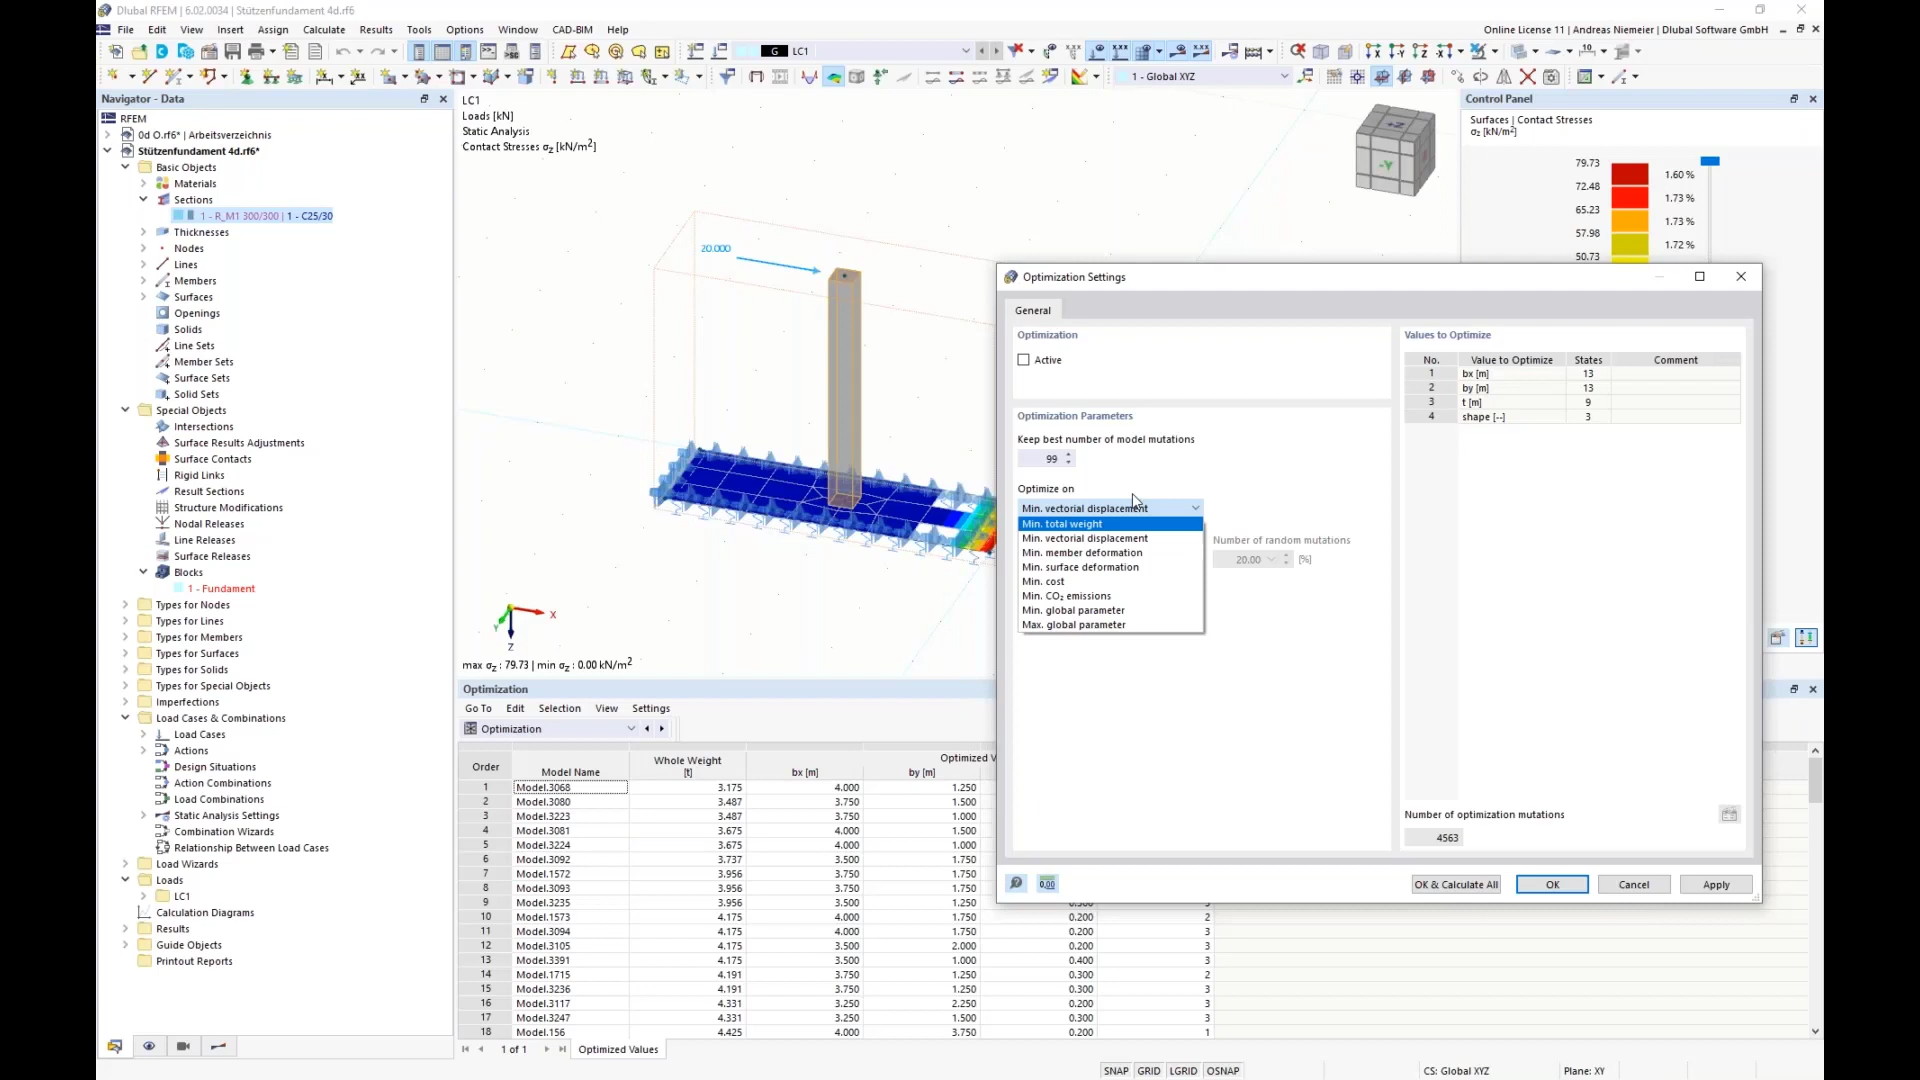 Dlubal RFEM | 6.02.0034 | Stützenfundament 4d.rf6
File Edit View Insert Assign Calculate Results Tools Options Window CAD-BIM Help
Online License 11 | Andreas Niemeier | Dlubal Software GmbH
G LC1
1 - Global XYZ
Navigator - Data
RFEM
0d O.rf6* | Arbeitsverzeichnis
Stützenfundament 4d.rf6*
Basic Objects
Materials
Sections
1 - R_M1 300/300 | 1 - C25/30
Thicknesses
Nodes
Lines
Members
Surfaces
Openings
Solids
Line Sets
Member Sets
Surface Sets
Solid Sets
Special Objects
Intersections
Surface Results Adjustments
Surface Contacts
Rigid Links
Result Sections
Structure Modifications
Nodal Releases
Line Releases
Surface Releases
Blocks
1 - Fundament
Types for Nodes
Types for Lines
Types for Members
Types for Surfaces
Types for Solids
Types for Special Objects
Imperfections
Load Cases & Combinations
Load Cases
Actions
Design Situations
Action Combinations
Load Combinations
Static Analysis Settings
Combination Wizards
Relationship Between Load Cases
Load Wizards
Loads
LC1
Calculation Diagrams
Results
Guide Objects
Printout Reports
LC1
Loads [kN]
Static Analysis
Contact Stresses σz [kN/m²]
20.000
-Y
+Z
X
Y
Z
max σz : 79.73 | min σz : 0.00 kN/m²
Control Panel
Surfaces | Contact Stresses
σz [kN/m²]
79.73
1.60 %
72.48
1.73 %
65.23
1.73 %
57.98
1.72 %
50.73
Optimization Settings
General
Optimization
Active
Optimization Parameters
Keep best number of model mutations
99
Optimize on
Min. vectorial displacement
Min. total weight
Min. vectorial displacement
Min. member deformation
Min. surface deformation
Min. cost
Min. CO₂ emissions
Min. global parameter
Max. global parameter
Number of random mutations
20.00 [%]
Values to Optimize
No. Value to Optimize States Comment
1 bx [m] 13
2 by [m] 13
3 t [m] 9
4 shape [--] 3
Number of optimization mutations
4563
OK & Calculate All OK Cancel Apply
Optimization
Go To Edit Selection View Settings
Optimization
Order Model Name Whole Weight [t] Optimized V bx [m] by [m]
1 Model.3068 3.175 4.000 1.250
2 Model.3080 3.487 3.750 1.500
3 Model.3223 3.487 3.750 1.000
4 Model.3081 3.675 4.000 1.500
5 Model.3224 3.675 4.000 1.000
6 Model.3092 3.737 3.500 1.750
7 Model.1572 3.956 3.750 1.750
8 Model.3093 3.956 3.750 1.750
9 Model.3235 3.956 3.500 1.250 0.300 3
10 Model.1573 4.175 4.000 1.750 0.200 2
11 Model.3094 4.175 4.000 1.750 0.200 3
12 Model.3105 4.175 3.500 2.000 0.200 3
13 Model.3391 4.175 3.500 1.000 0.400 3
14 Model.1715 4.191 3.750 1.250 0.300 2
15 Model.3236 4.191 3.750 1.250 0.300 3
16 Model.3117 4.331 3.250 2.250 0.200 3
17 Model.3247 4.331 3.250 1.500 0.300 3
18 Model.156 4.425 4.000 3.750 0.200 1
1 of 1 Optimized Values
SNAP GRID LGRID OSNAP
CS: Global XYZ
Plane: XY